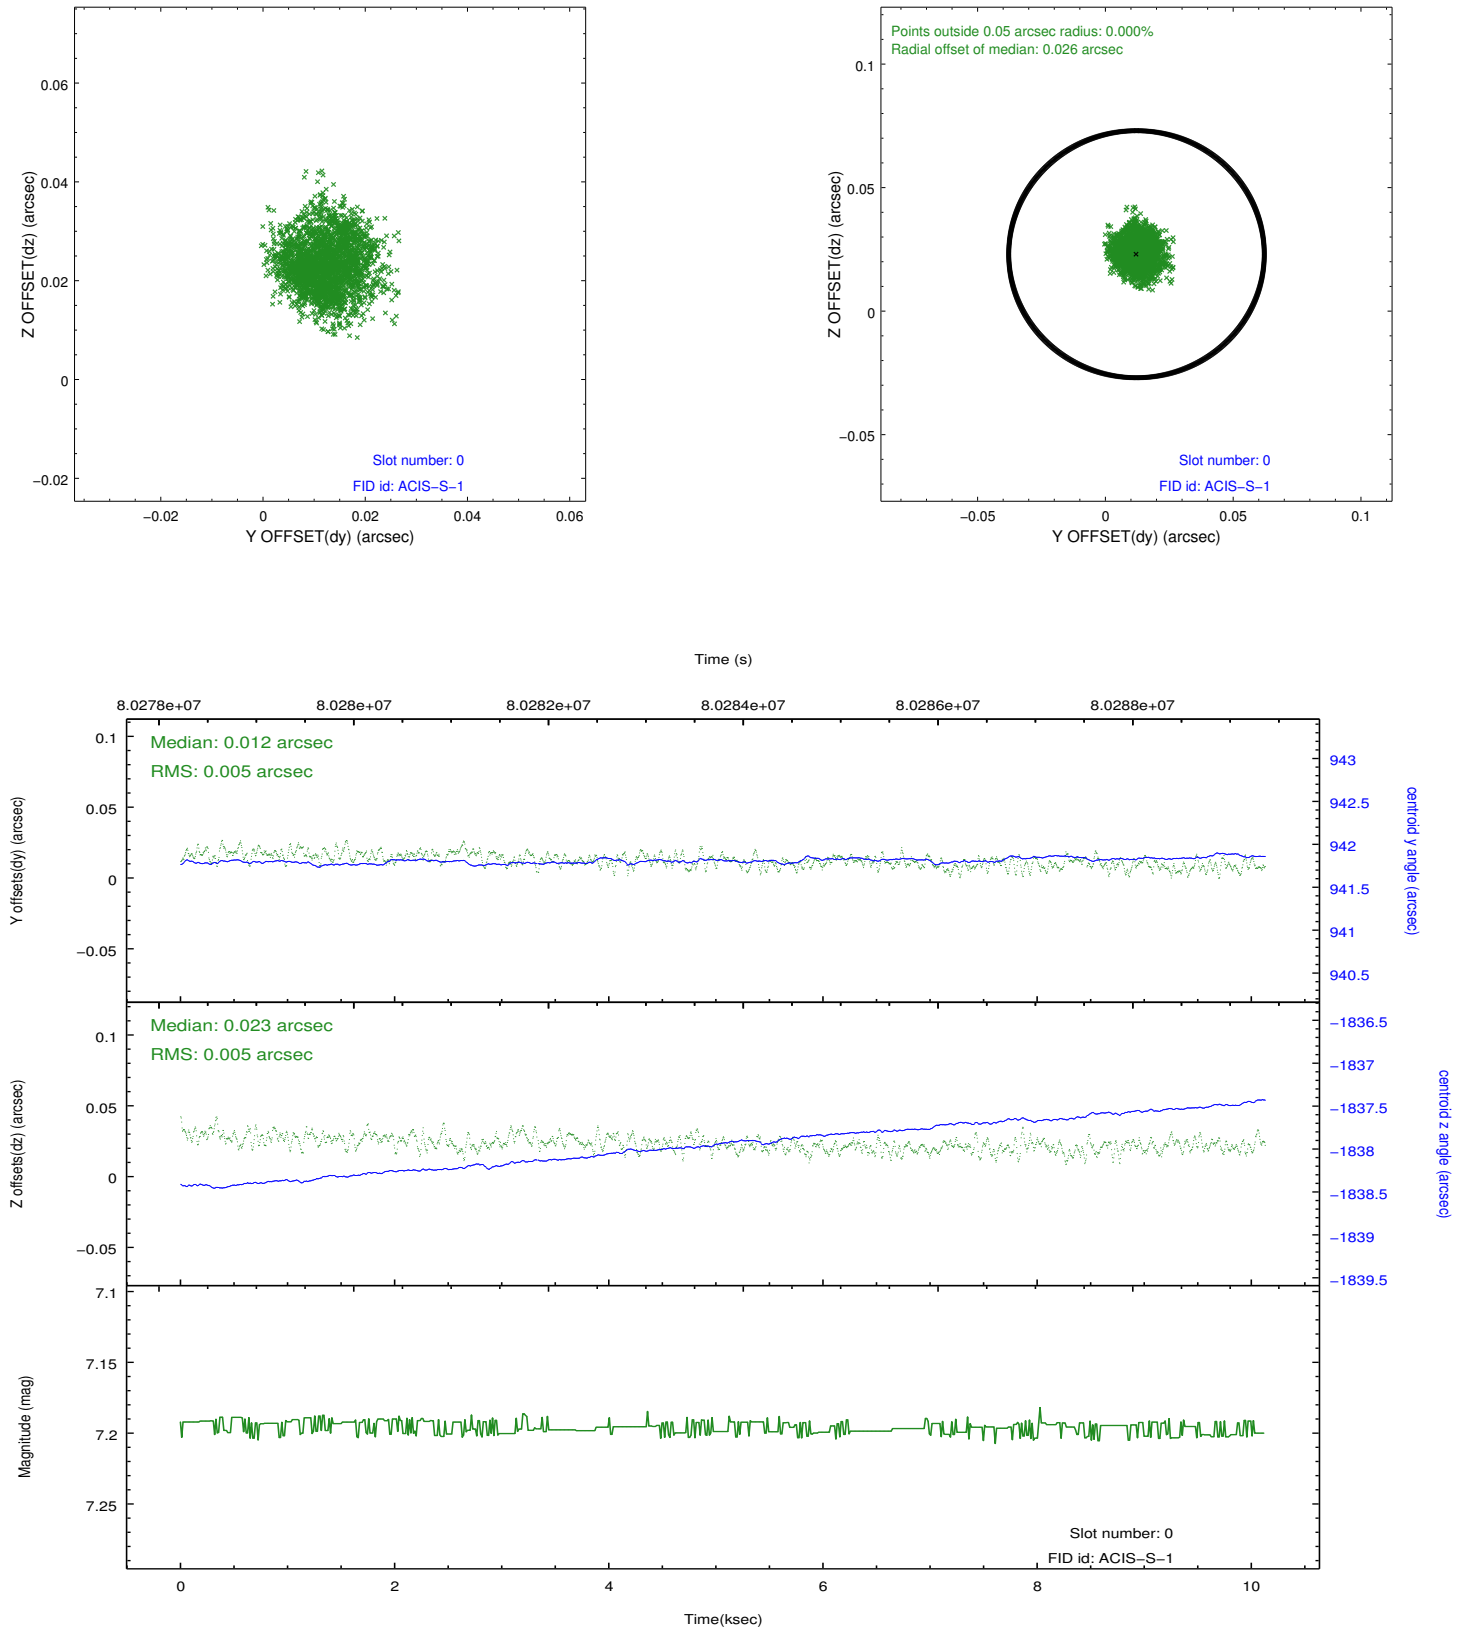 Z OFFSET(dz) (arcsec)
0.06
0.04
0.02
0
−0.02
Slot number: 0
FID id: ACIS−S−1
−0.02 0 0.02 0.04 0.06
Y OFFSET(dy) (arcsec)
Points outside 0.05 arcsec radius: 0.000%
Radial offset of median: 0.026 arcsec
Z OFFSET(dz) (arcsec)
0.1
0.05
0
−0.05
Slot number: 0
FID id: ACIS−S−1
−0.05 0 0.05 0.1
Y OFFSET(dy) (arcsec)
Time (s)
8.0278e+07 8.028e+07 8.0282e+07 8.0284e+07 8.0286e+07 8.0288e+07
Median: 0.012 arcsec
RMS: 0.005 arcsec
Y offsets(dy) (arcsec)
0.1
0.05
0
−0.05
943
942.5
942
941.5
941
940.5
centroid y angle (arcsec)
Median: 0.023 arcsec
RMS: 0.005 arcsec
Z offsets(dz) (arcsec)
0.1
0.05
0
−0.05
−1836.5
−1837
−1837.5
−1838
−1838.5
−1839
−1839.5
centroid z angle (arcsec)
Magnitude (mag)
7.1
7.15
7.2
7.25
Slot number: 0
FID id: ACIS−S−1
0 2 4 6 8 10
Time(ksec)